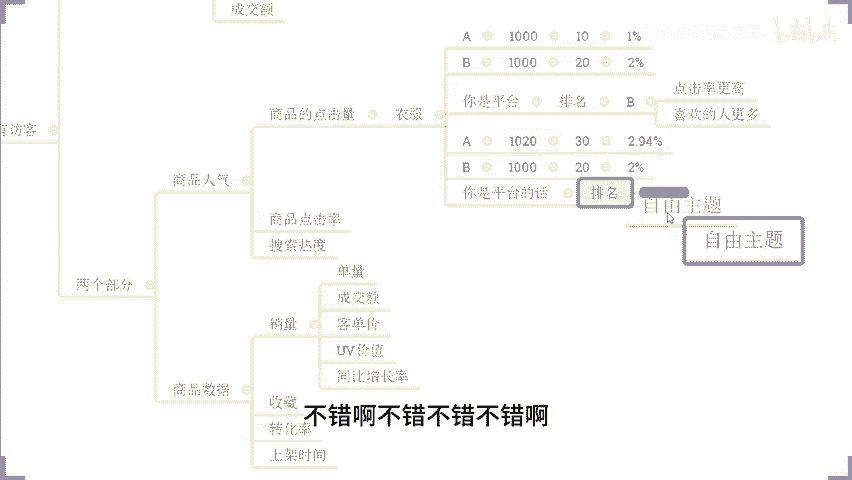 成交额
A 1000 10 1%
bilibili
B 1000 20 2%
点击率更高
有访客
商品的点击量 衣服 你是平台 排名 B
喜欢的人更多
A 1020 30 2.94%
B 1000 20 2%
商品人气
你是平台的话 排名
自由主题
商品点击率
自由主题
搜索热度
单量
两个部分
成交额
销量 客单价
UV价值
同比增长率
商品数据
收藏
不错啊不错不错不错啊
转化率
上架时间